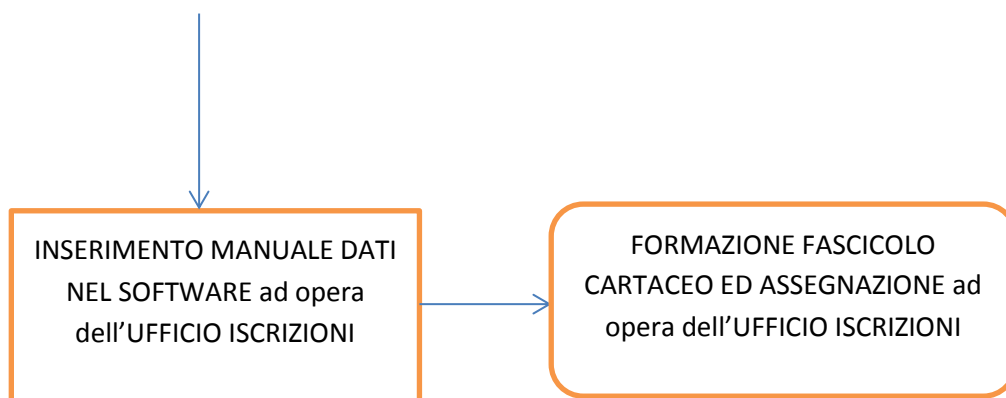 INSERIMENTO MANUALE DATI
NEL SOFTWARE ad opera
dell’UFFICIO ISCRIZIONI
FORMAZIONE FASCICOLO
CARTACEO ED ASSEGNAZIONE ad
opera dell’UFFICIO ISCRIZIONI